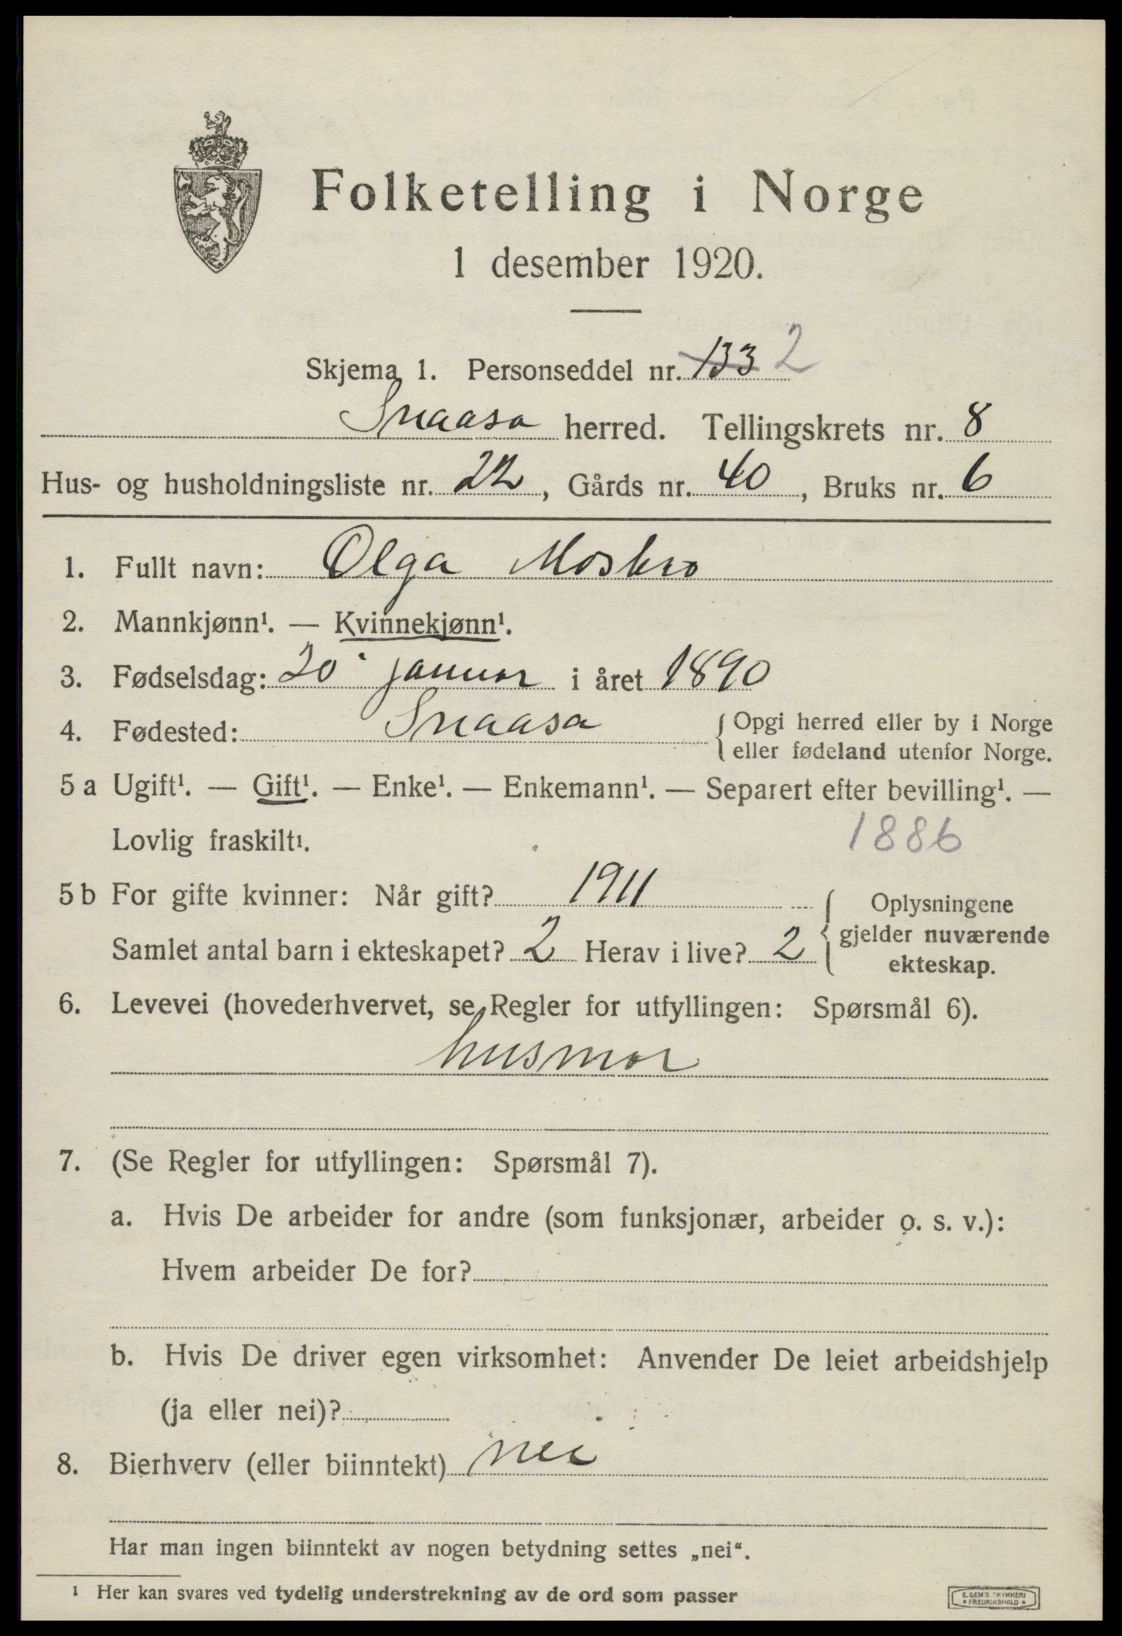 Folketelling i Norge
1 desember 1920.
Skjema 1. Personseddel nr. 133 2
Snaasa herred. Tellingskrets nr. 8
Hus- og husholdningsliste nr. 22, Gårds nr. 40, Bruks nr. 6
1. Fullt navn: Olga Mosbro
2. Mannkjønn¹. — Kvinnekjønn¹.
3. Fødselsdag: 20 januar i året 1890
4. Fødested: Snaasa { Opgi herred eller by i Norge
eller fødeland utenfor Norge.
5 a Ugift¹. — Gift¹. — Enke¹. — Enkemann¹. — Separert efter bevilling¹. —
Lovlig fraskilt¹. 1886
5 b For gifte kvinner: Når gift? 1911 { Oplysningene
gjelder nuværende
Samlet antal barn i ekteskapet? 2 Herav i live? 2 ekteskap.
6. Levevei (hovederhvervet, se Regler for utfyllingen: Spørsmål 6).
husmor
7. (Se Regler for utfyllingen: Spørsmål 7).
a. Hvis De arbeider for andre (som funksjonær, arbeider o. s. v.):
Hvem arbeider De for?
b. Hvis De driver egen virksomhet: Anvender De leiet arbeidshjelp
(ja eller nei)?
8. Bierhverv (eller biinntekt) nei
Har man ingen biinntekt av nogen betydning settes „nei“.
¹ Her kan svares ved tydelig understrekning av de ord som passer
E. SEM'S TRYKKERI
FREDRIKSHALD